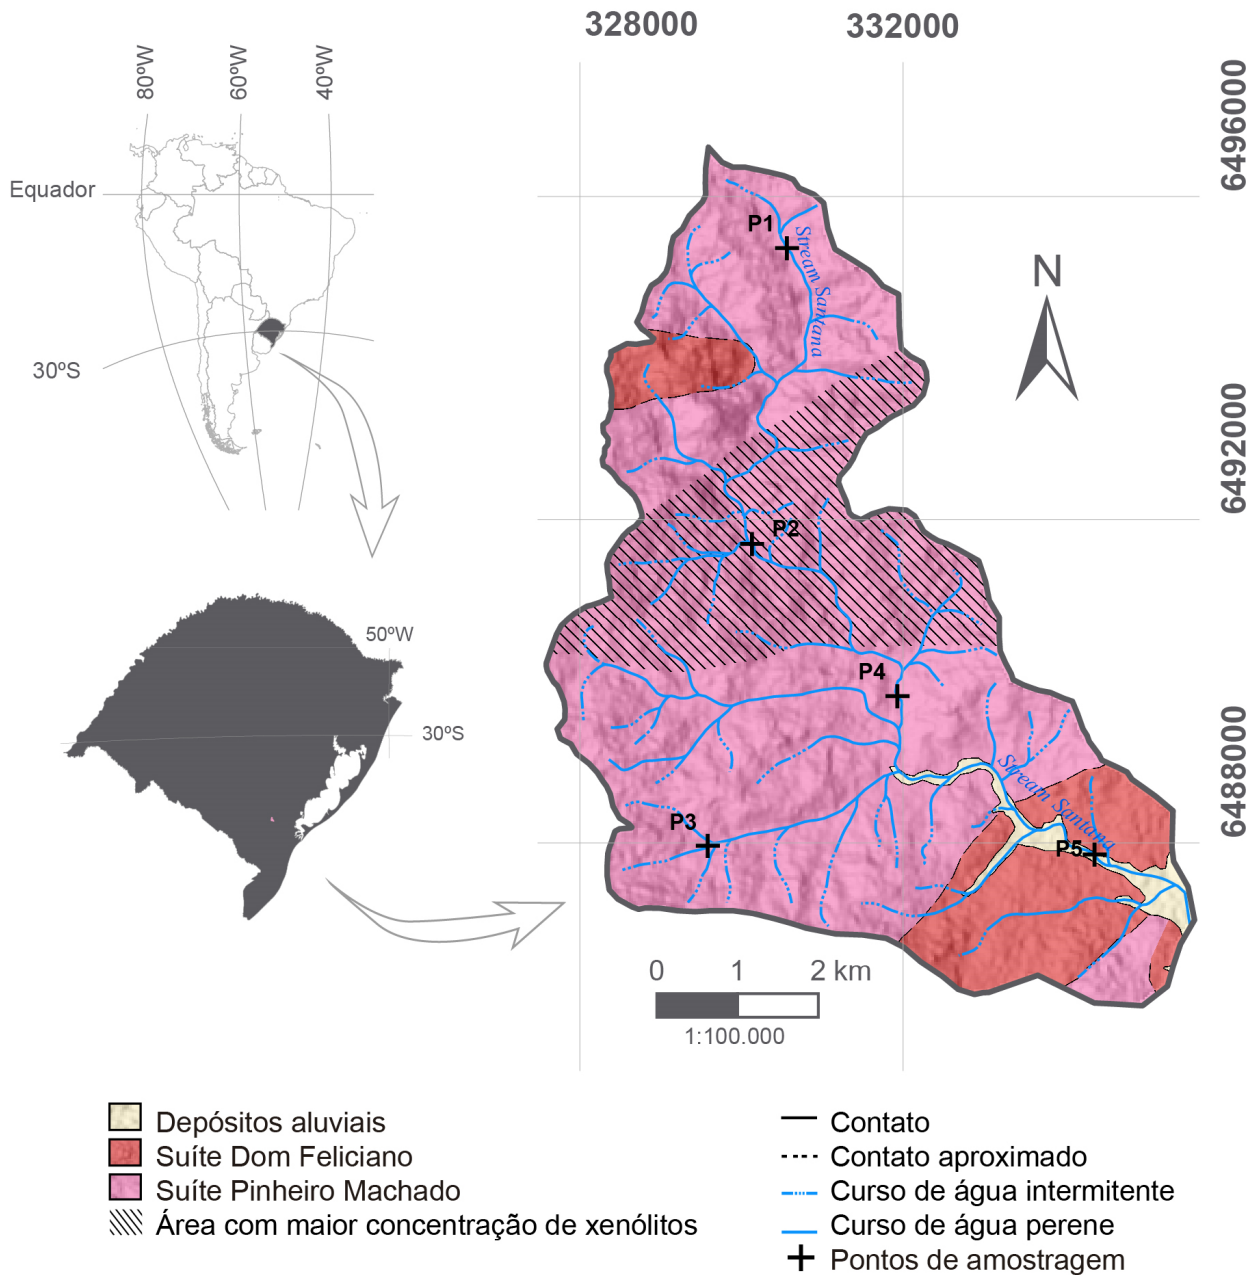 328000
332000
80ºW
60ºW
40ºW
6496000
Equador
P1
Stream Santana
N
30ºS
6492000
P2
50ºW
P4
30ºS
6488000
Stream Santana
P3
P5
0 1 2 km
1:100.000
Depósitos aluviais
Suíte Dom Feliciano
Suíte Pinheiro Machado
Área com maior concentração de xenólitos
Contato
Contato aproximado
Curso de água intermitente
Curso de água perene
Pontos de amostragem